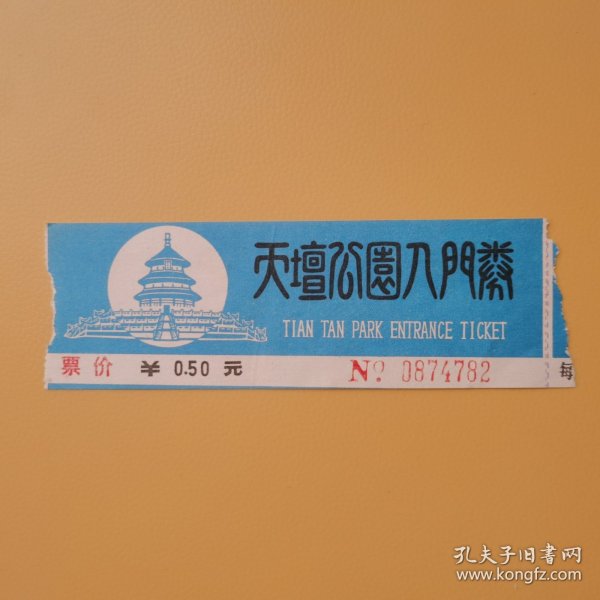 天壇公園入門券
TIAN TAN PARK ENTRANCE TICKET
票价 ¥ 0.50 元 Nº 0874782 每
孔夫子旧書网
www.kongfz.com